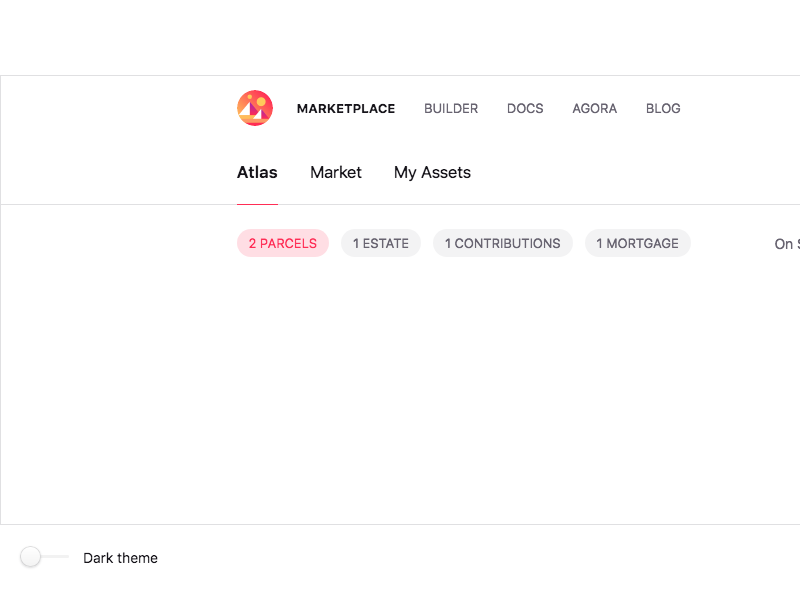 MARKETPLACE BUILDER DOCS AGORA BLOG
Atlas Market My Assets
2 PARCELS 1 ESTATE 1 CONTRIBUTIONS 1 MORTGAGE On
Dark theme